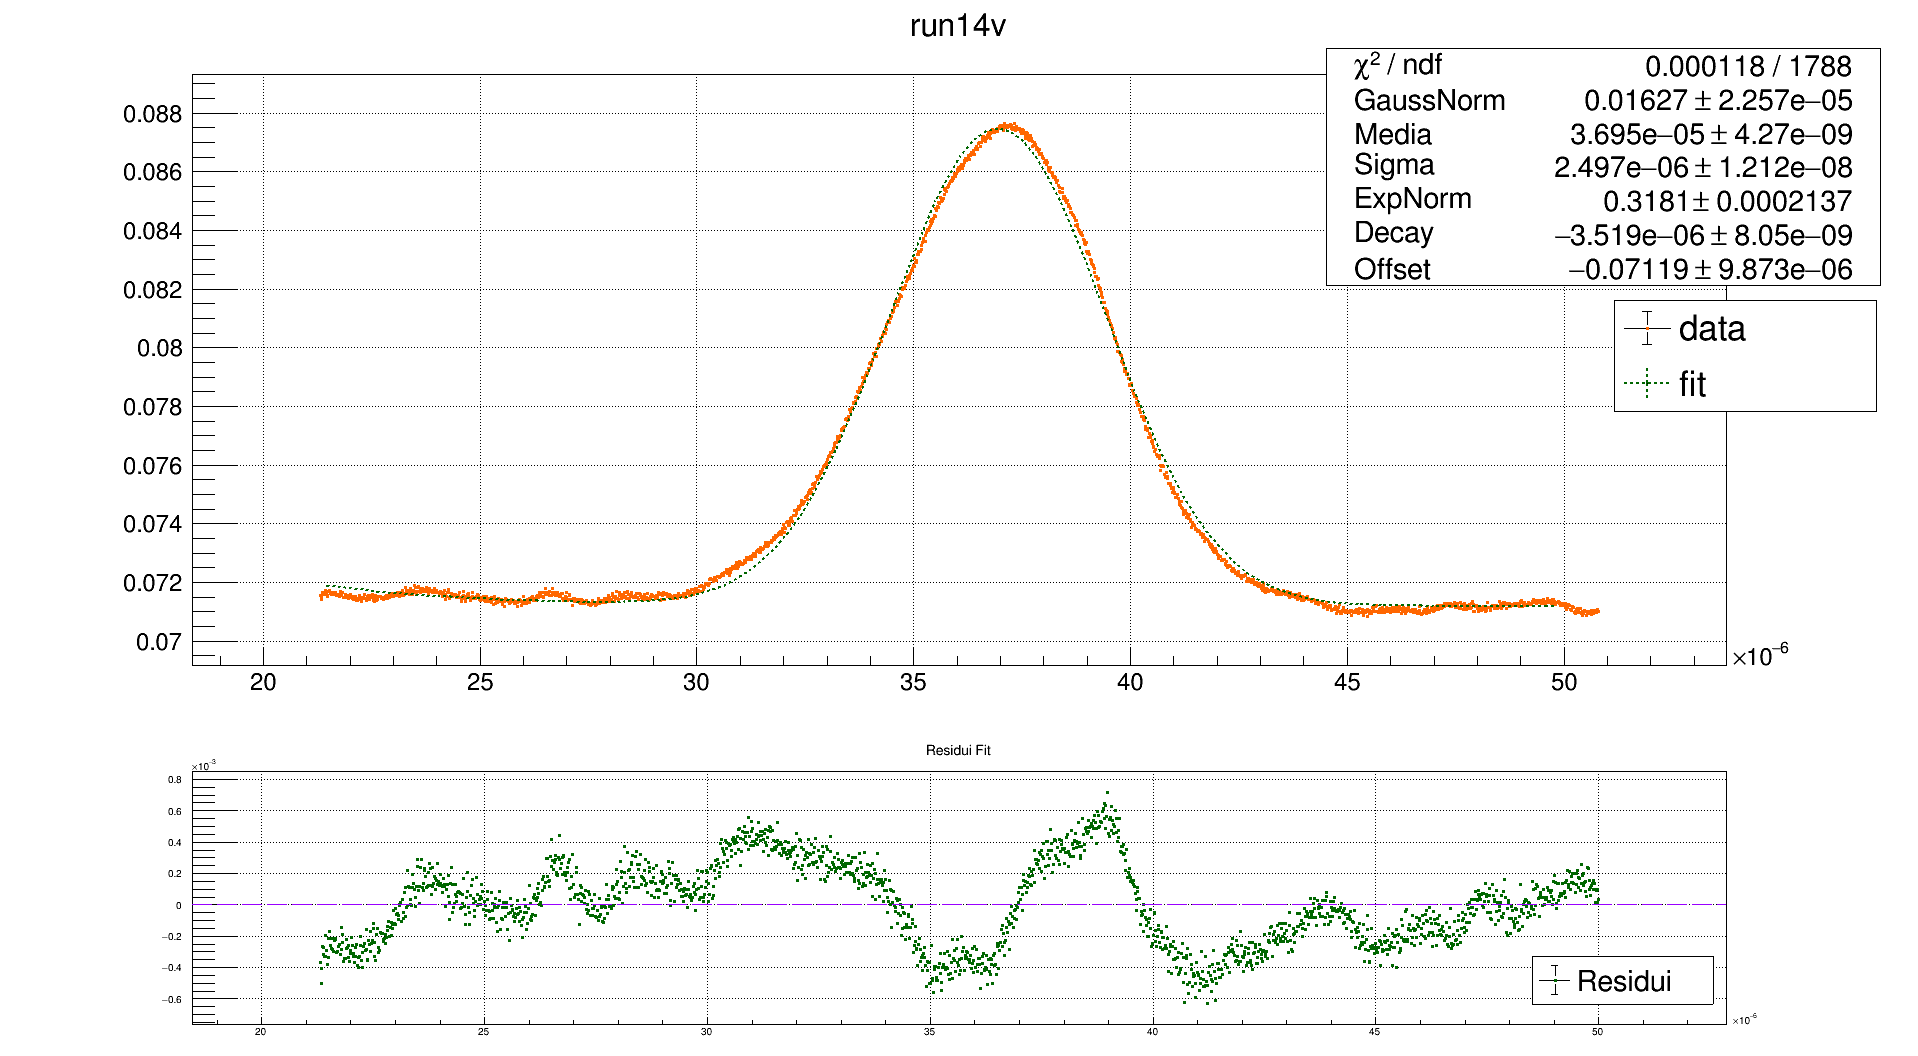 run14v
χ² / ndf 0.000118 / 1788
GaussNorm 0.01627 ± 2.257e−05
Media 3.695e−05 ± 4.27e−09
Sigma 2.497e−06 ± 1.212e−08
ExpNorm 0.3181 ± 0.0002137
Decay −3.519e−06 ± 8.05e−09
Offset −0.07119 ± 9.873e−06
data
fit
0.088
0.086
0.084
0.082
0.08
0.078
0.076
0.074
0.072
0.07
20 25 30 35 40 45 50
×10⁻⁶
Residui Fit
×10⁻³
0.8
0.6
0.4
0.2
0
−0.2
−0.4
−0.6
Residui
20 25 30 35 40 45 50
×10⁻⁶